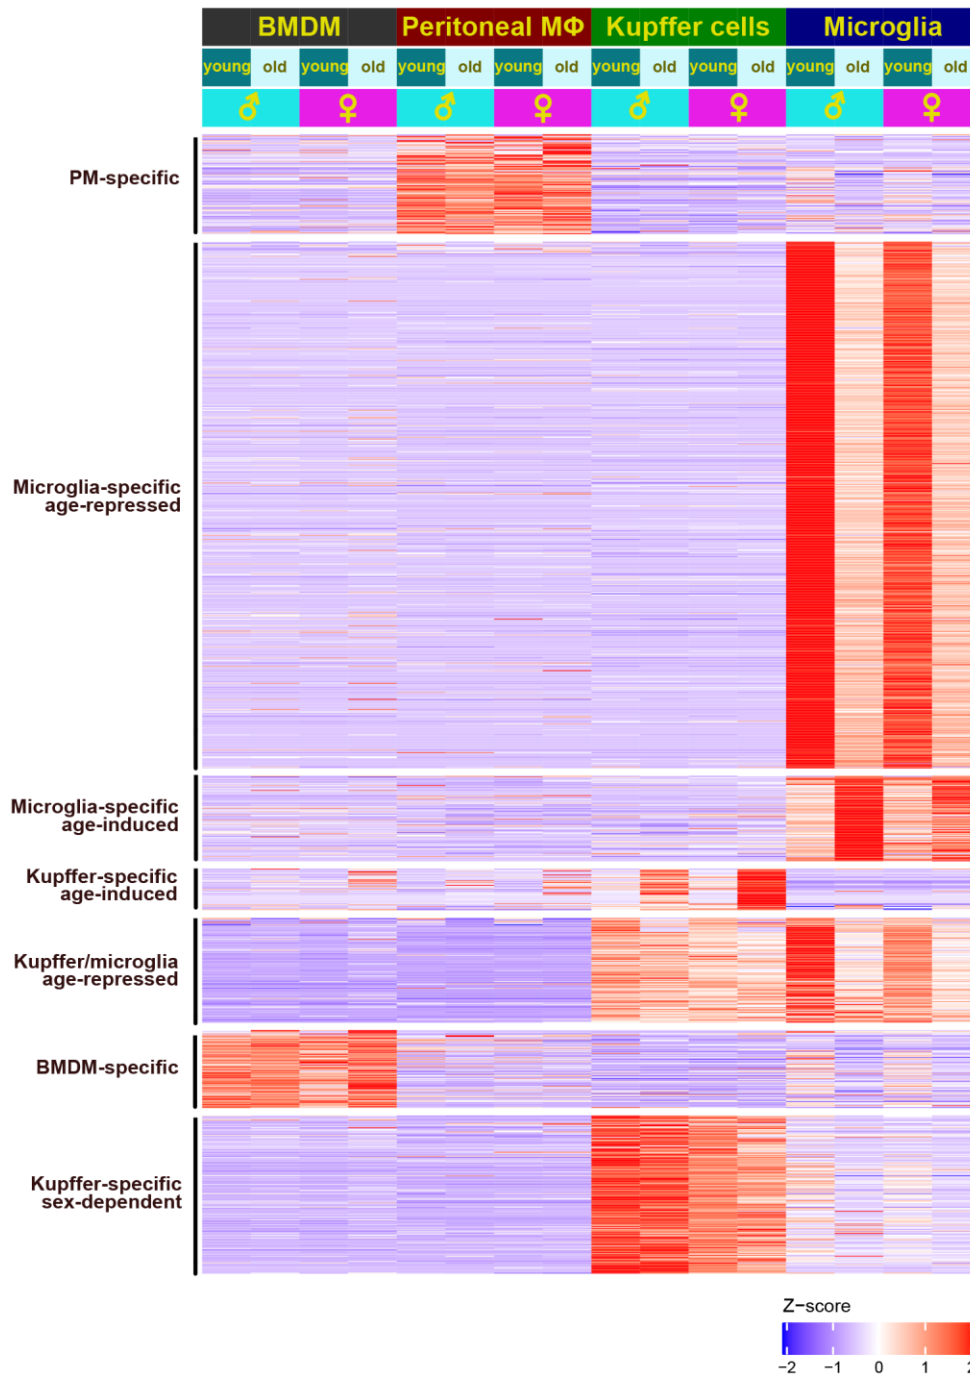 BMDM Peritoneal MΦ Kupffer cells Microglia
young old young old young old young old young old young old young old young old
♂ ♀ ♂ ♀ ♂ ♀ ♂ ♀
PM-specific
Microglia-specific
age-repressed
Microglia-specific
age-induced
Kupffer-specific
age-induced
Kupffer/microglia
age-repressed
BMDM-specific
Kupffer-specific
sex-dependent
Z−score
−2 −1 0 1 2